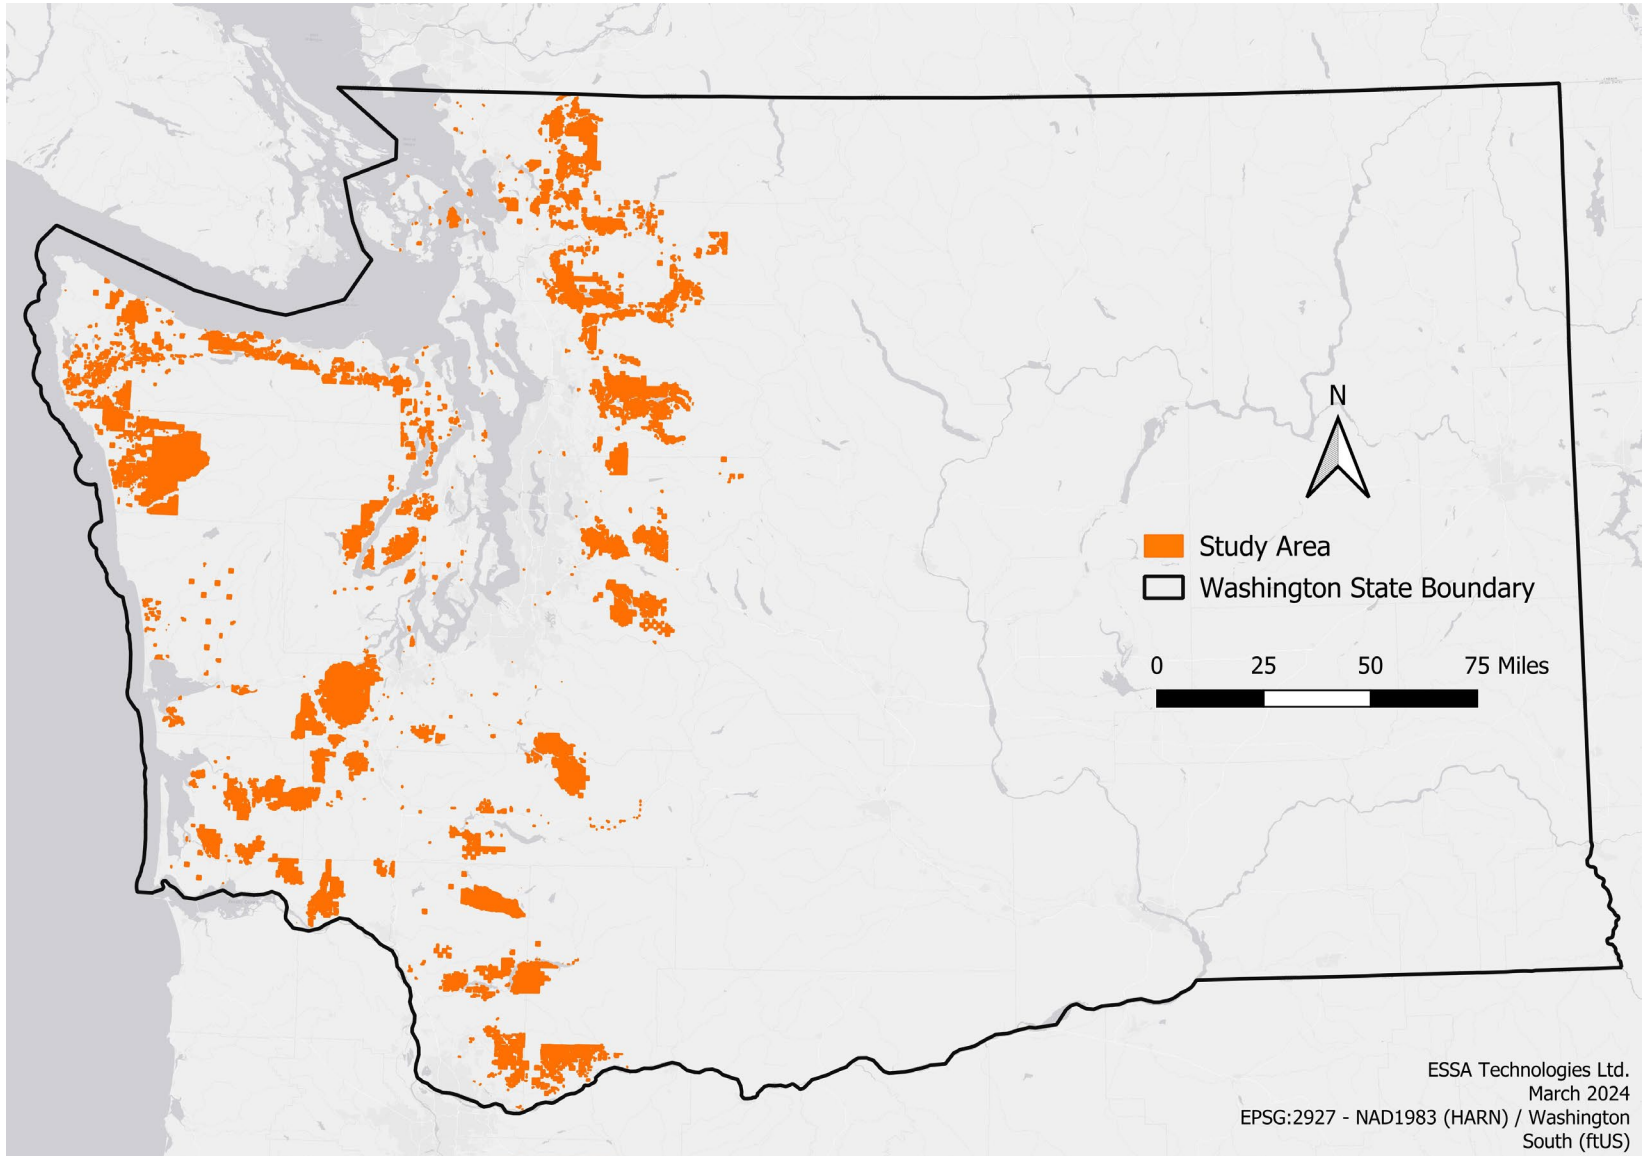 N
Study Area
Washington State Boundary
0 25 50 75 Miles
ESSA Technologies Ltd.
March 2024
EPSG:2927 - NAD1983 (HARN) / Washington
South (ftUS)